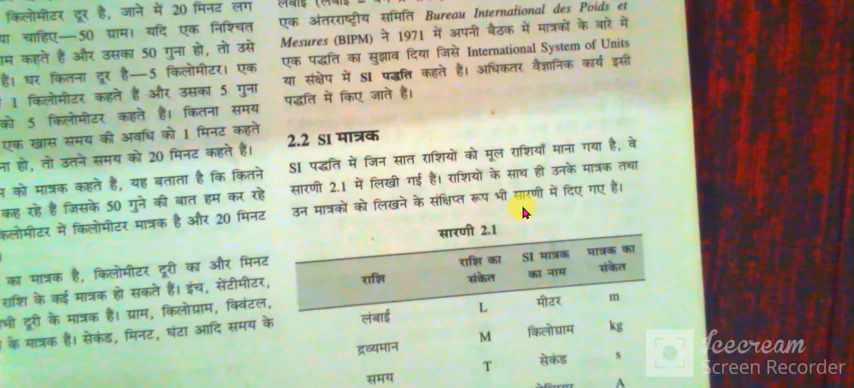 किलोमीटर दूर है, जाने में 20 मिनट लग
चाहिए—50 ग्राम। यदि एक निश्चित
कहते हैं और उसका 50 गुना हो, तो उसे
हैं। घर कितना दूर है—5 किलोमीटर। एक
1 किलोमीटर कहते हैं और उसका 5 गुना
को 5 किलोमीटर कहते हैं। कितना समय
एक खास समय की अवधि को 1 मिनट कहते
ना हो, तो उतने समय को 20 मिनट कहते हैं।
को मात्रक कहते हैं, यह बताता है कि कितने
कह रहे हैं जिसके 50 गुने की बात हम कर रहे
किलोमीटर में किलोमीटर मात्रक है और 20 मिनट
का मात्रक है, किलोमीटर दूरी का और मिनट
राशि के कई मात्रक हो सकते हैं। इंच, सेंटीमीटर,
भी दूरी के मात्रक हैं। ग्राम, किलोग्राम, क्विंटल,
के मात्रक हैं। सेकंड, मिनट, घंटा आदि समय के
एक अंतरराष्ट्रीय समिति Bureau International des Poids et
Mesures (BIPM) ने 1971 में अपनी बैठक में मात्रकों के बारे में
एक पद्धति का सुझाव दिया जिसे International System of Units
या संक्षेप में SI पद्धति कहते हैं। अधिकतर वैज्ञानिक कार्य इसी
पद्धति में किए जाते हैं।
2.2 SI मात्रक
SI पद्धति में जिन सात राशियों को मूल राशियाँ माना गया है, वे
सारणी 2.1 में लिखी गई हैं। राशियों के साथ ही उनके मात्रक तथा
उन मात्रकों को लिखने के संक्षिप्त रूप भी सारणी में दिए गए हैं।
सारणी 2.1
राशि राशि का संकेत SI मात्रक का नाम मात्रक का संकेत
लंबाई L मीटर m
द्रव्यमान M किलोग्राम kg
समय T सेकंड s
A
Icecream
Screen Recorder